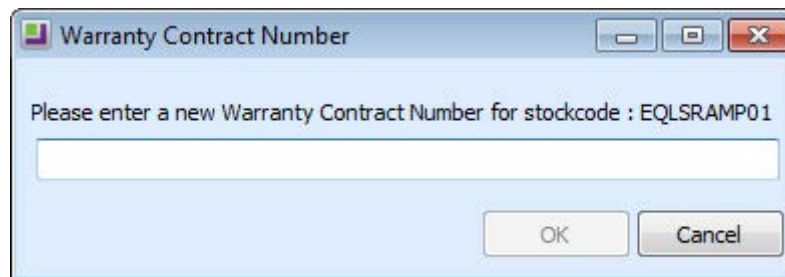 Warranty Contract Number
Please enter a new Warranty Contract Number for stockcode : EQLSRAMP01
OK
Cancel